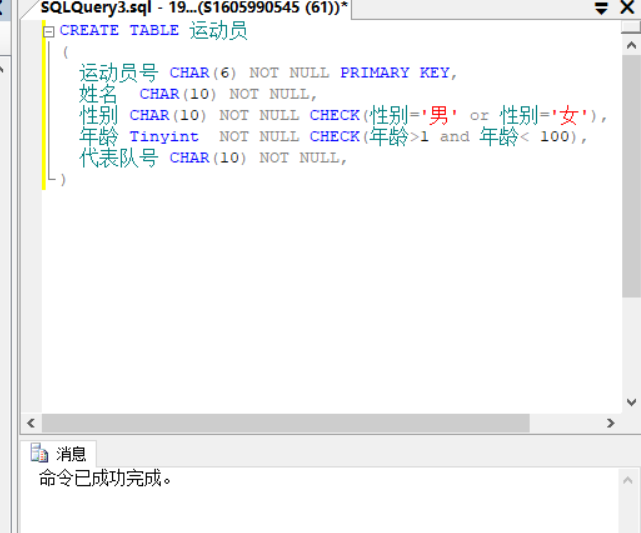 SQLQuery3.sql - 19...(S1605990545 (61))*
CREATE TABLE 运动员
(
运动员号 CHAR(6) NOT NULL PRIMARY KEY,
姓名 CHAR(10) NOT NULL,
性别 CHAR(10) NOT NULL CHECK(性别='男' or 性别='女'),
年龄 Tinyint NOT NULL CHECK(年龄>1 and 年龄< 100),
代表队号 CHAR(10) NOT NULL,
)
消息
命令已成功完成。